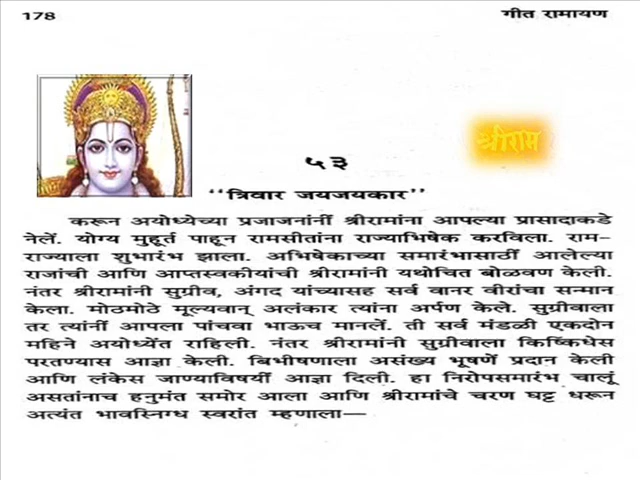 178 गीत रामायण
श्रीराम
५३
"त्रिवार जयजयकार"
करून अयोध्येच्या प्रजाजनांनीं श्रीरामांना आपल्या प्रासादाकडे
नेलें. योग्य मुहूर्त पाहून रामसीतांना राज्याभिषेक करविला. राम–
राज्याला शुभारंभ झाला. अभिषेकाच्या समारंभासाठीं आलेल्या
राजांची आणि आप्तस्वकीयांची श्रीरामांनी यथोचित बोळवण केली.
नंतर श्रीरामांनी सुग्रीव, अंगद यांच्यासह सर्व वानर वीरांचा सन्मान
केला. मोठमोठे मूल्यवान् अलंकार त्यांना अर्पण केले. सुग्रीवाला
तर त्यांनीं आपला पांचवा भाऊच मानलें. ती सर्व मंडळी एकदोन
महिने अयोध्येंत राहिली. नंतर श्रीरामांनी सुग्रीवाला किष्किंधेस
परतण्यास आज्ञा केली. बिभीषणाला असंख्य भूषणें प्रदान केली
आणि लंकेस जाण्याविषयीं आज्ञा दिली. हा निरोपसमारंभ चालूं
असतांनाच हनुमंत समोर आला आणि श्रीरामांचे चरण घट्ट धरून
अत्यंत भावस्निग्ध स्वरांत म्हणाला—